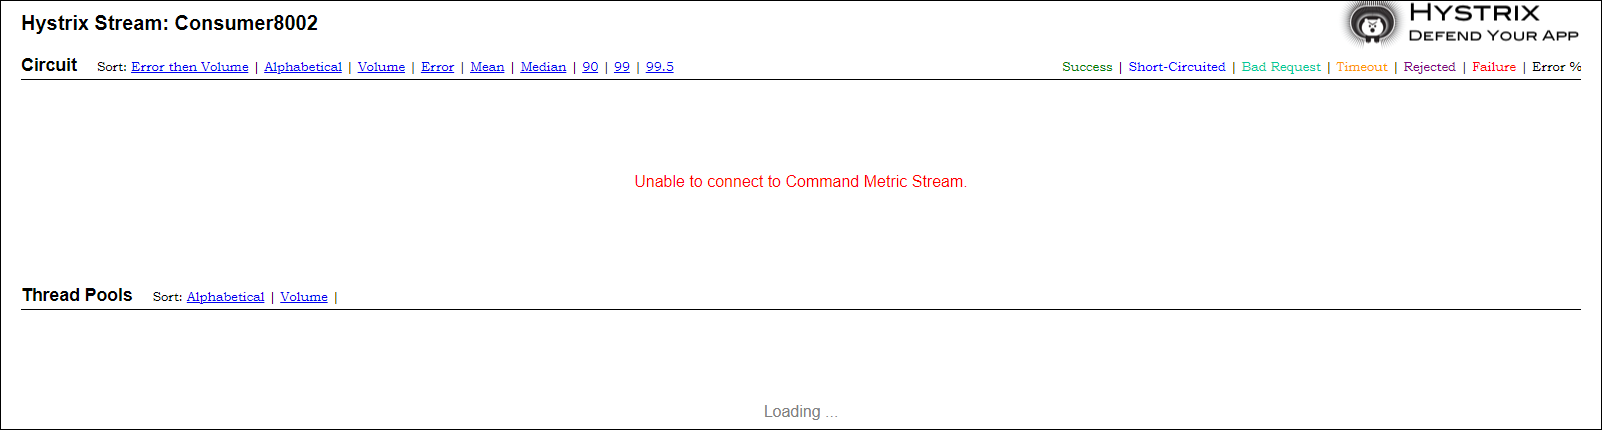 Hystrix Stream: Consumer8002
HYSTRIX
DEFEND YOUR APP
Circuit Sort: Error then Volume | Alphabetical | Volume | Error | Mean | Median | 90 | 99 | 99.5
Success | Short-Circuited | Bad Request | Timeout | Rejected | Failure | Error %
Unable to connect to Command Metric Stream.
Thread Pools Sort: Alphabetical | Volume |
Loading ...